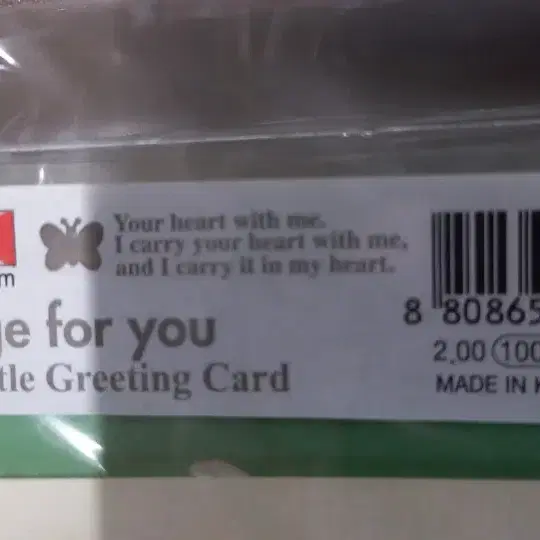 Your heart with me.
I carry your heart with me,
and I carry it in my heart.
m
e for you
tle Greeting Card
8 80865
2,00 100
MADE IN